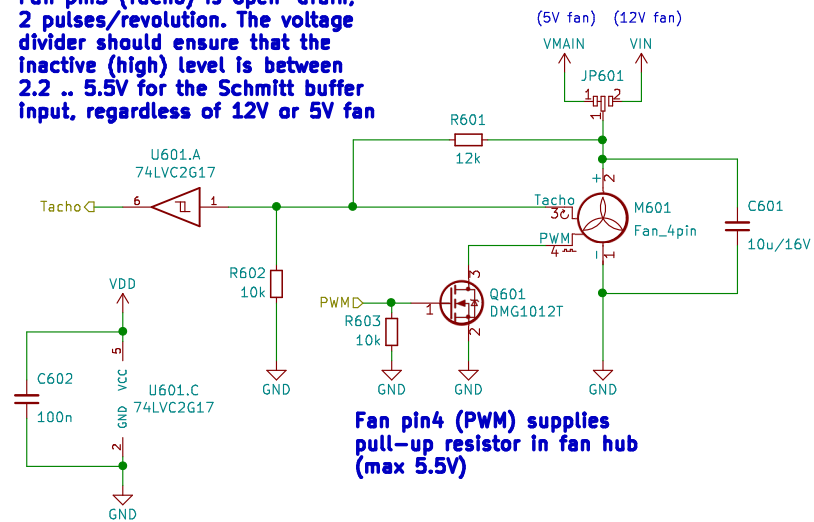 Fan pin3 (Tacho) is open-drain,
2 pulses/revolution. The voltage
divider should ensure that the
inactive (high) level is between
2.2 .. 5.5V for the Schmitt buffer
input, regardless of 12V or 5V fan
(5V fan) (12V fan)
VMAIN VIN
JP601
1 2
1
R601
12k
U601.A
74LVC2G17
Tacho 6 1
+ 2
Tacho
3
M601
Fan_4pin
PWM
4
- 1
C601
10u/16V
R602
10k
PWM
1
3
Q601
DMG1012T
2
R603
10k
GND GND GND GND
VDD
5
VCC
C602
100n
U601.C
74LVC2G17
GND
2
GND
Fan pin4 (PWM) supplies
pull-up resistor in fan hub
(max 5.5V)